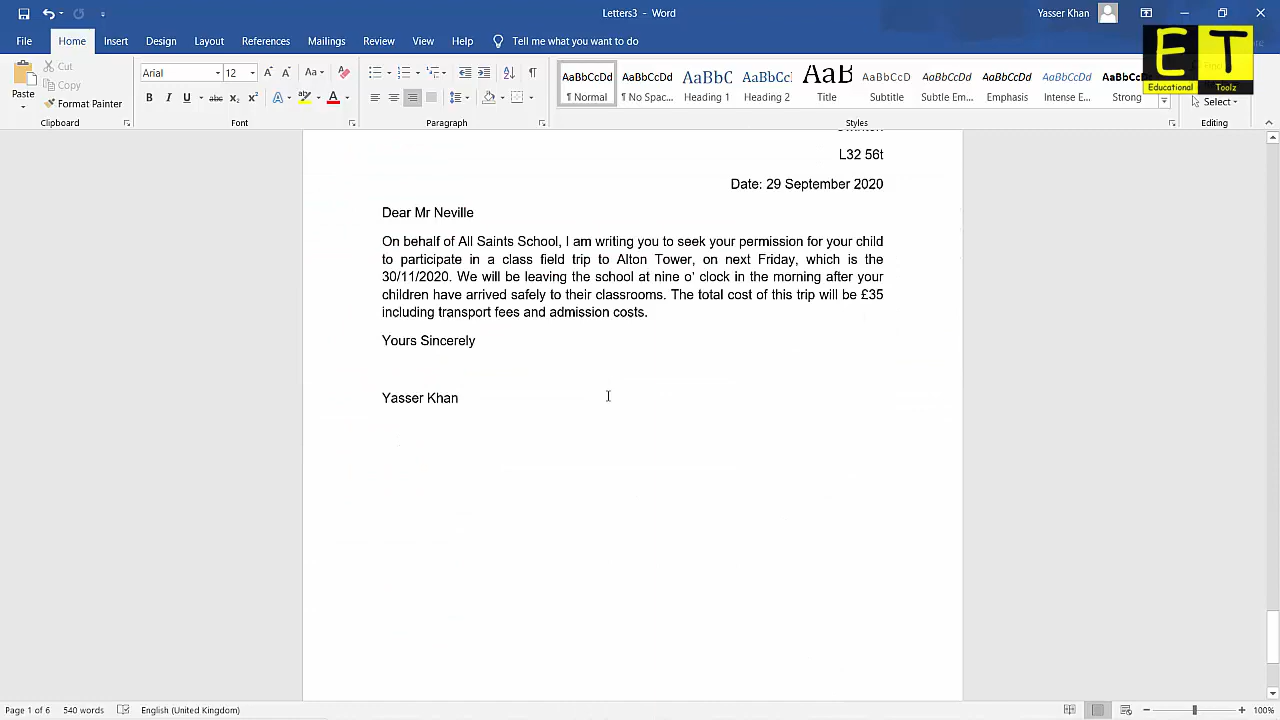 Letters3 - Word
Yasser Khan
File Home Insert Design Layout References Mailings Review View Help Tell me what you want to do
ET
Educational Toolz
Paste
Cut
Copy
Format Painter
Clipboard
Arial 12
Font
Paragraph
AaBbCcDd AaBbCcDd AaBbC AaBbCc AaB AaBbCcD AaBbCcDd AaBbCcDd AaBbCcDd
¶ Normal ¶ No Spac... Heading 1 Heading 2 Title Subtitle Subtle Em... Emphasis Intense E... Strong
Styles
Select
Editing
L32 56t
Date: 29 September 2020
Dear Mr Neville
On behalf of All Saints School, I am writing you to seek your permission for your child
to participate in a class field trip to Alton Tower, on next Friday, which is the
30/11/2020. We will be leaving the school at nine o' clock in the morning after your
children have arrived safely to their classrooms. The total cost of this trip will be £35
including transport fees and admission costs.
Yours Sincerely
Yasser Khan
Page 1 of 6 540 words English (United Kingdom) 100%